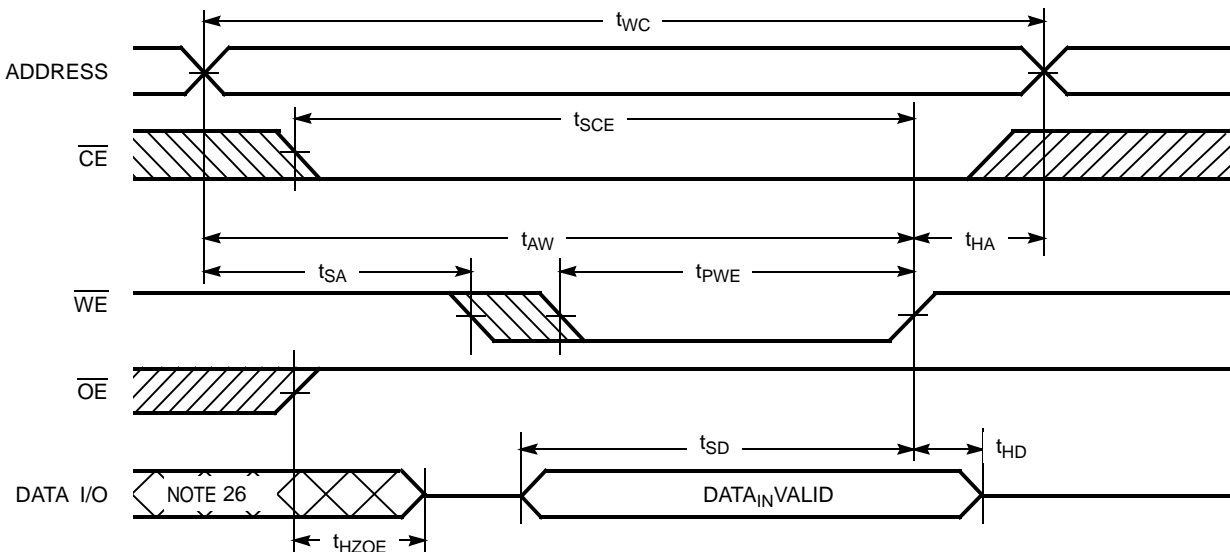 tWC
ADDRESS
tSCE
CE
tAW
tHA
tSA
tPWE
WE
OE
tSD
tHD
DATA I/O
NOTE 26
DATAINVALID
tHZOE